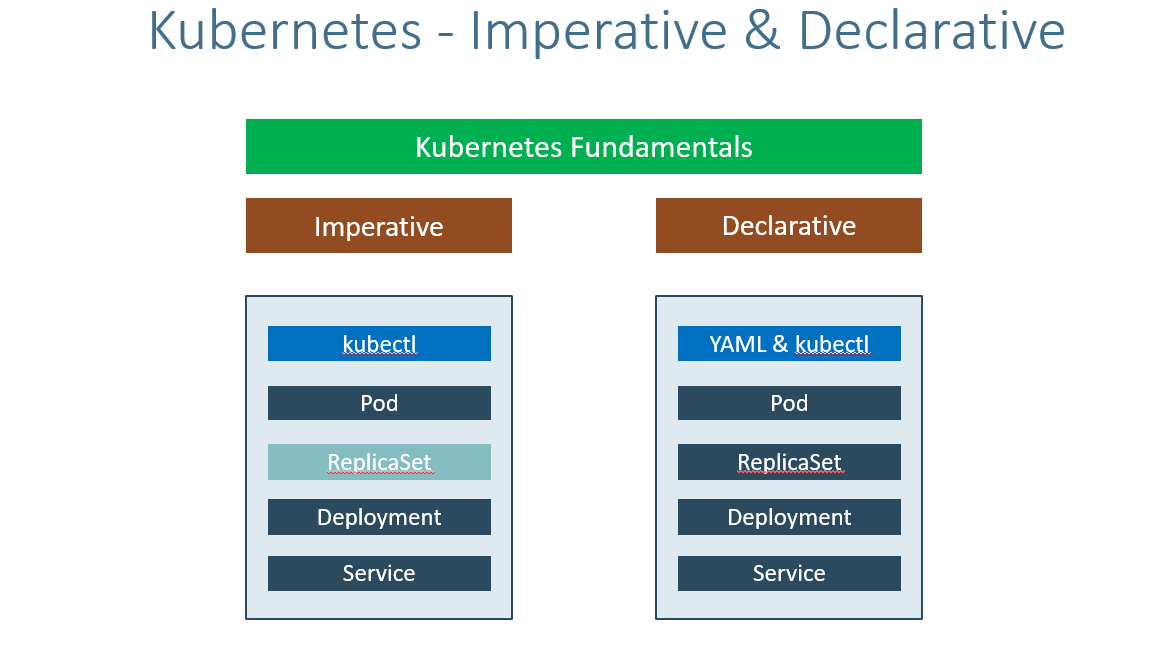 Kubernetes - Imperative & Declarative
Kubernetes Fundamentals
Imperative
kubectl
Pod
ReplicaSet
Deployment
Service
Declarative
YAML & kubectl
Pod
ReplicaSet
Deployment
Service